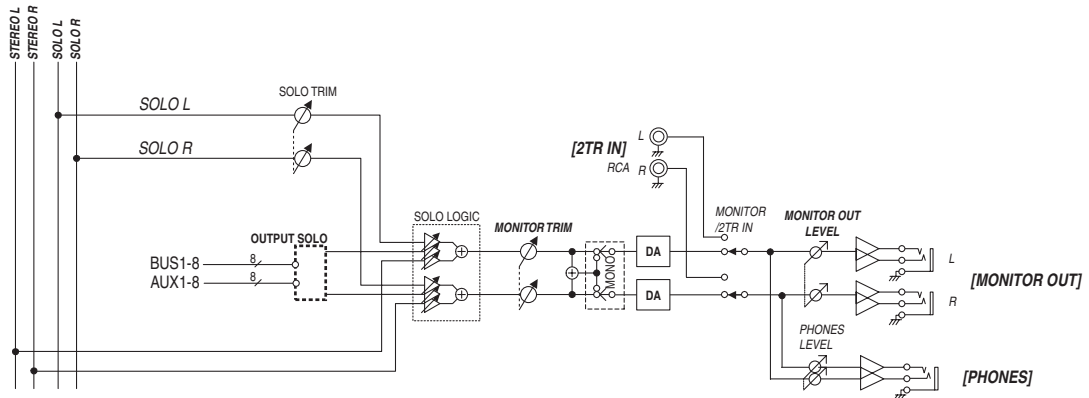 STEREO L
STEREO R
SOLO L
SOLO R
SOLO TRIM
SOLO L
SOLO R
[2TR IN]
L
RCA R
SOLO LOGIC
MONITOR TRIM
MONITOR
/2TR IN
MONITOR OUT
LEVEL
OUTPUT SOLO
BUS1-8
8
AUX1-8
8
MONO
DA
DA
L
[MONITOR OUT]
R
PHONES
LEVEL
[PHONES]